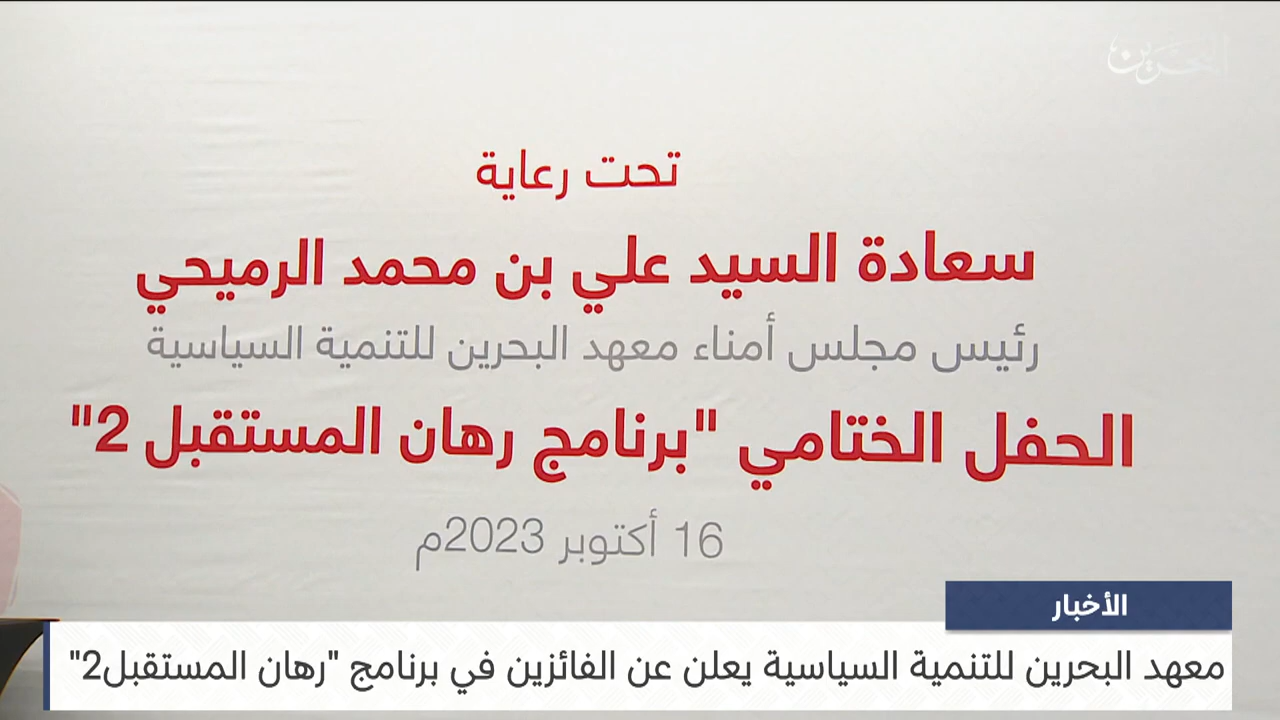 البحرين
تحت رعاية
سعادة السيد علي بن محمد الرميحي
رئيس مجلس أمناء معهد البحرين للتنمية السياسية
الحفل الختامي "برنامج رهان المستقبل 2"
16 أكتوبر 2023م
الأخبار
معهد البحرين للتنمية السياسية يعلن عن الفائزين في برنامج "رهان المستقبل2"